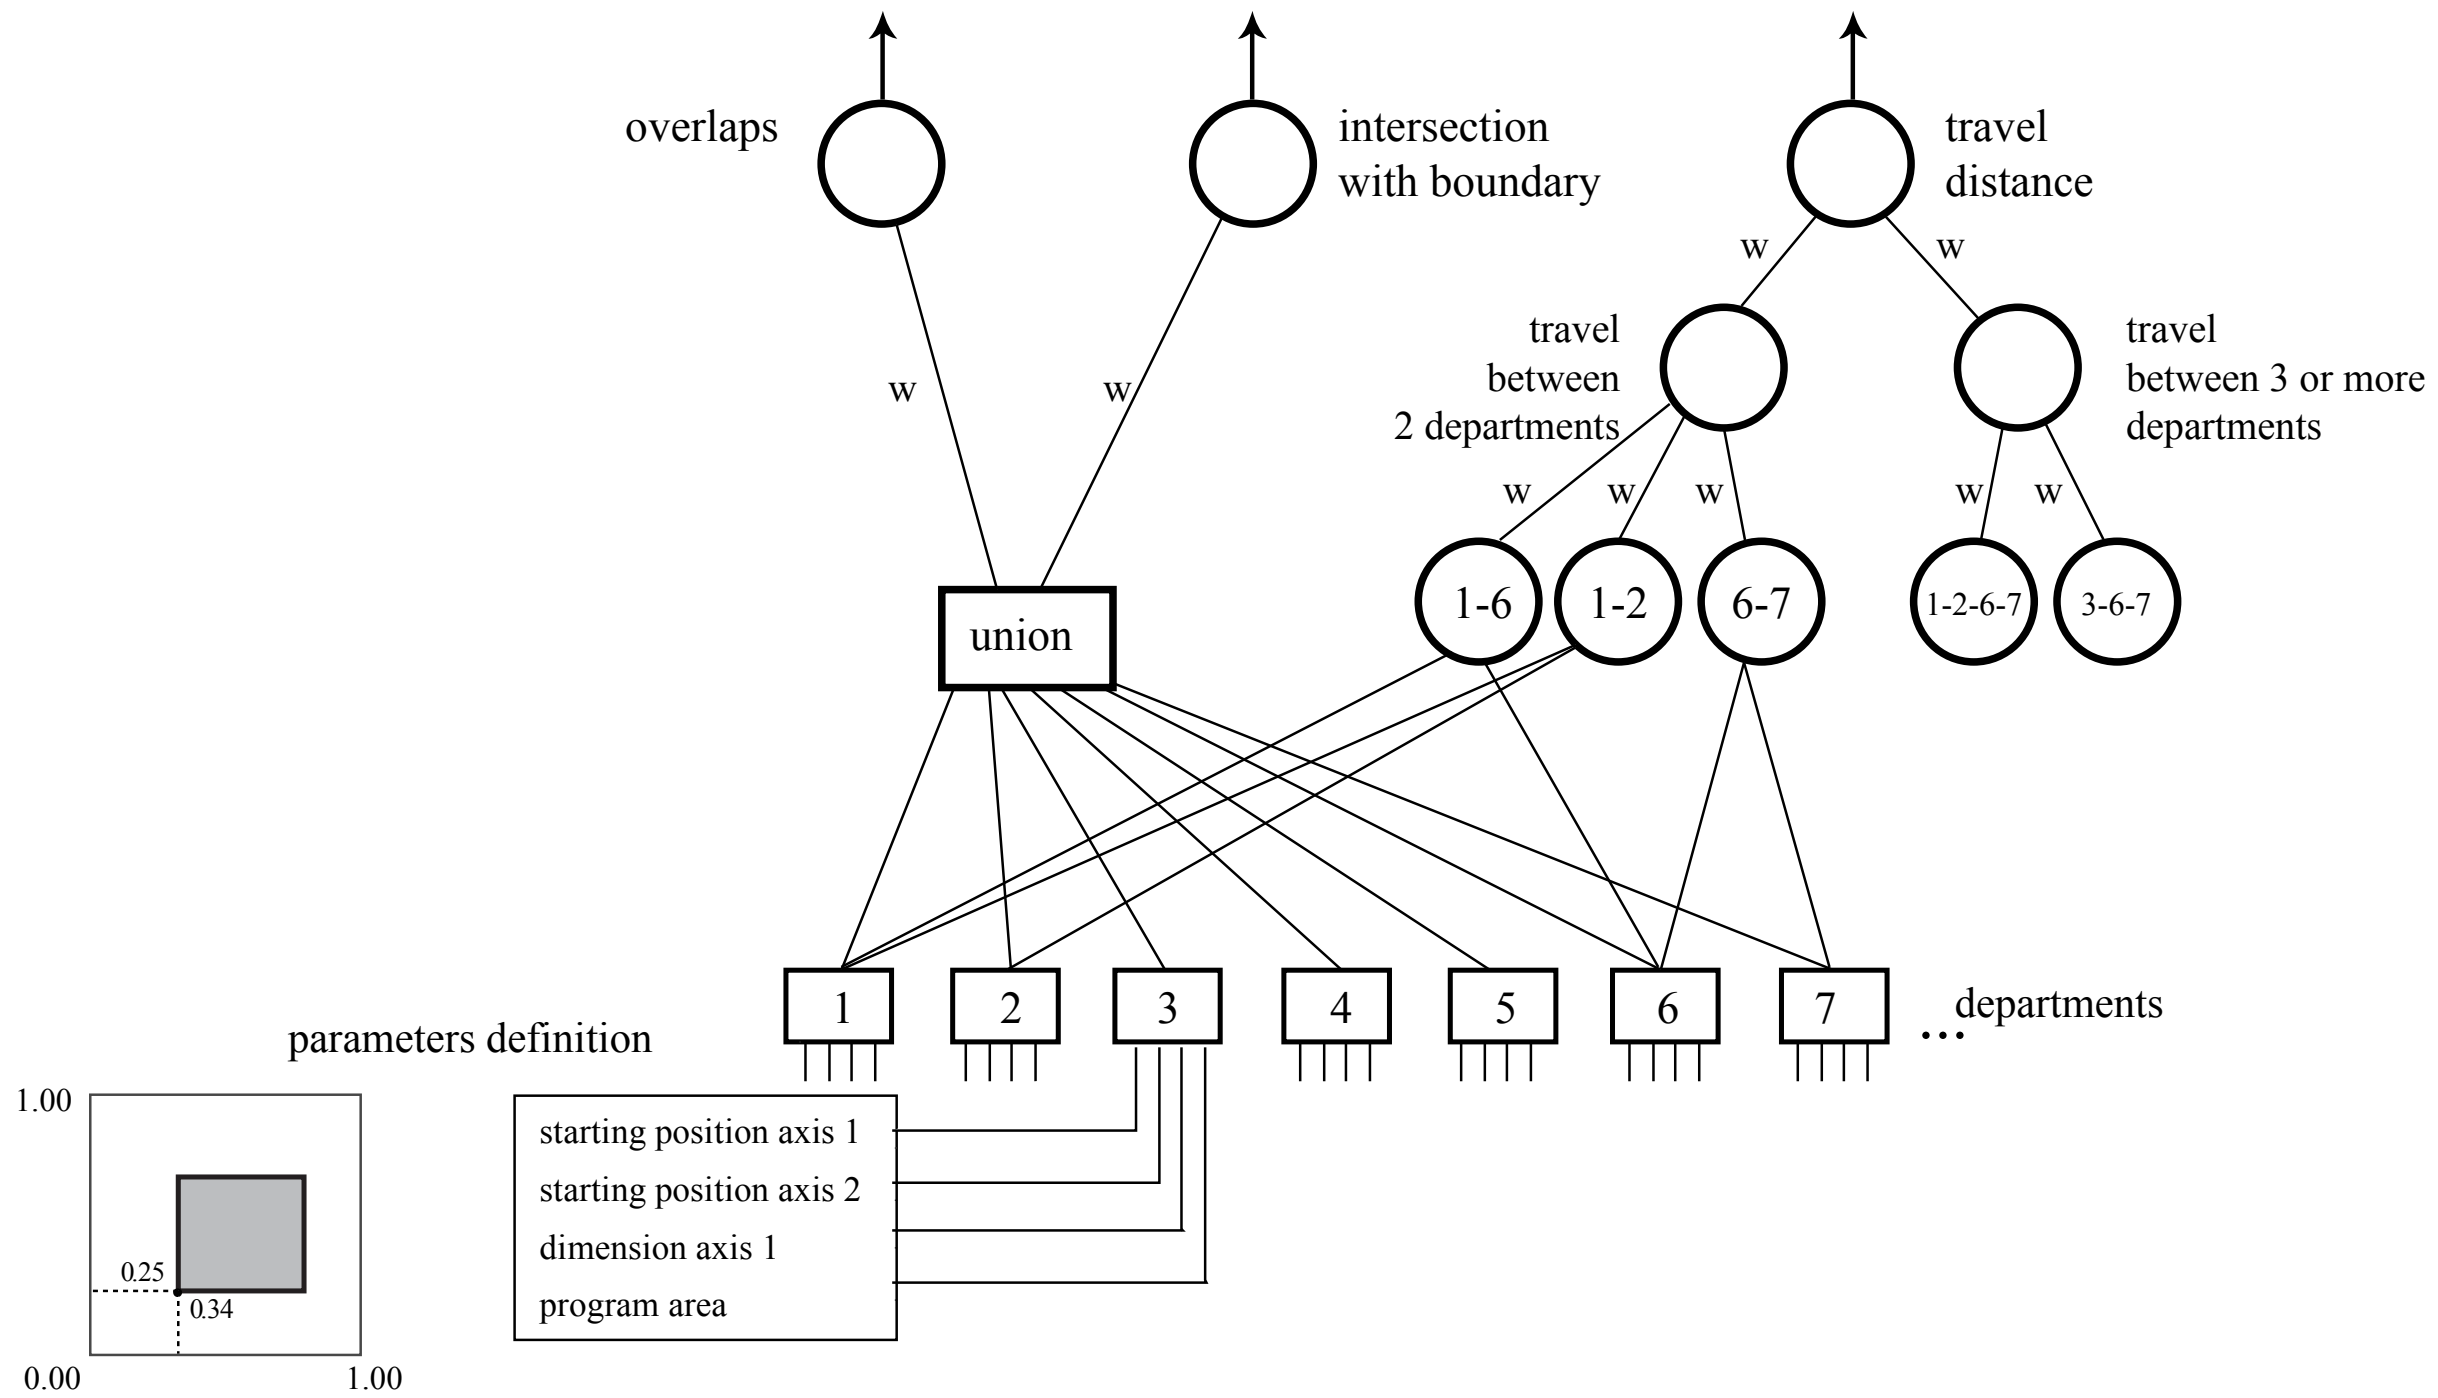 overlaps
intersection
with boundary
travel
distance
w
w
travel
between
2 departments
travel
between 3 or more
departments
w
w
w
w
w
w
w
union
1-6
1-2
6-7
1-2-6-7
3-6-7
1
2
3
4
5
6
7
...
departments
parameters definition
1.00
0.25
0.34
0.00
1.00
starting position axis 1
starting position axis 2
dimension axis 1
program area